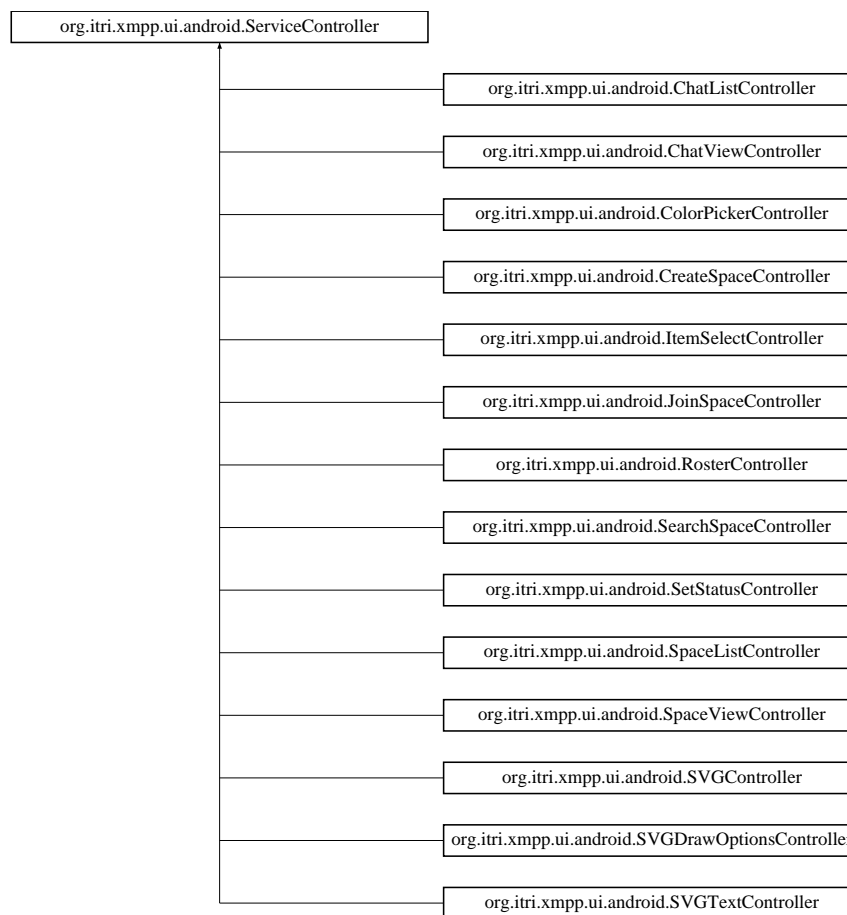 org.itri.xmpp.ui.android.ServiceController
org.itri.xmpp.ui.android.ChatListController
org.itri.xmpp.ui.android.ChatViewController
org.itri.xmpp.ui.android.ColorPickerController
org.itri.xmpp.ui.android.CreateSpaceController
org.itri.xmpp.ui.android.ItemSelectController
org.itri.xmpp.ui.android.JoinSpaceController
org.itri.xmpp.ui.android.RosterController
org.itri.xmpp.ui.android.SearchSpaceController
org.itri.xmpp.ui.android.SetStatusController
org.itri.xmpp.ui.android.SpaceListController
org.itri.xmpp.ui.android.SpaceViewController
org.itri.xmpp.ui.android.SVGController
org.itri.xmpp.ui.android.SVGDrawOptionsController
org.itri.xmpp.ui.android.SVGTextController